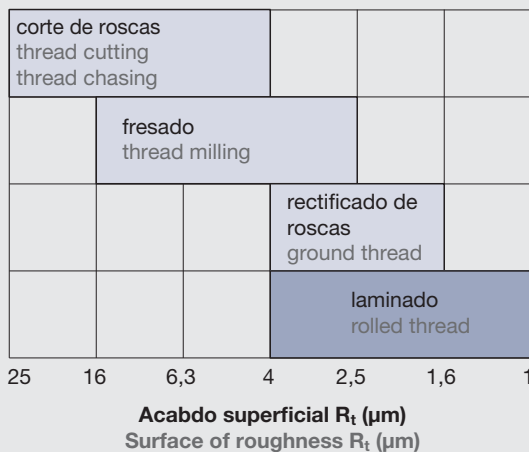 corte de roscas
thread cutting
thread chasing
fresado
thread milling
rectificado de
roscas
ground thread
laminado
rolled thread
25 16 6,3 4 2,5 1,6 1
Acabdo superficial Rt (µm)
Surface of roughness Rt (µm)